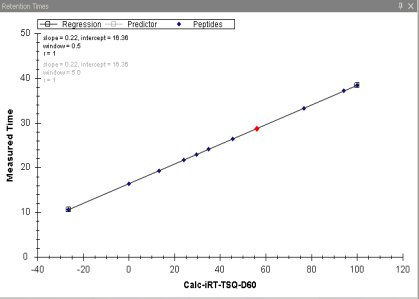 Retention Times
Regression Predictor Peptides
slope = 0.22, intercept = 16.36
window = 0.5
r = 1
slope = 0.22, intercept = 16.36
window = 5.0
r = 1
50
40
30
20
10
0
Measured Time
-40 -20 0 20 40 60 80 100 120
Calc-iRT-TSQ-D60